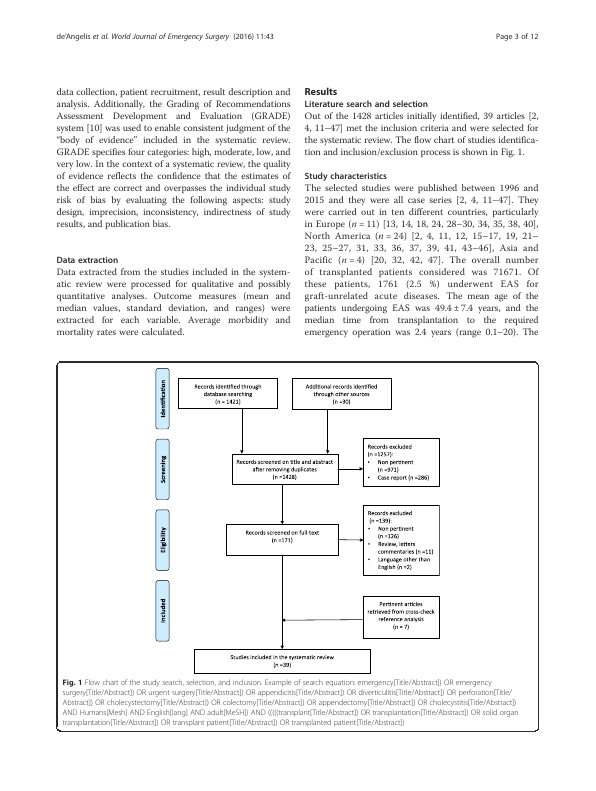 de'Angelis et al. World Journal of Emergency Surgery (2016) 11:43
Page 3 of 12
data collection, patient recruitment, result description and
analysis. Additionally, the Grading of Recommendations
Assessment Development and Evaluation (GRADE)
system [10] was used to enable consistent judgment of the
"body of evidence" included in the systematic review.
GRADE specifies four categories: high, moderate, low, and
very low. In the context of a systematic review, the quality
of evidence reflects the confidence that the estimates of
the effect are correct and overpasses the individual study
risk of bias by evaluating the following aspects: study
design, imprecision, inconsistency, indirectness of study
results, and publication bias.
Data extraction
Data extracted from the studies included in the system-
atic review were processed for qualitative and possibly
quantitative analyses. Outcome measures (mean and
median values, standard deviation, and ranges) were
extracted for each variable. Average morbidity and
mortality rates were calculated.
Results
Literature search and selection
Out of the 1428 articles initially identified, 39 articles [2,
4, 11–47] met the inclusion criteria and were selected for
the systematic review. The flow chart of studies identifica-
tion and inclusion/exclusion process is shown in Fig. 1.
Study characteristics
The selected studies were published between 1996 and
2015 and they were all case series [2, 4, 11–47]. They
were carried out in ten different countries, particularly
in Europe (n = 11) [13, 14, 18, 24, 28–30, 34, 35, 38, 40],
North America (n = 24) [2, 4, 11, 12, 15–17, 19, 21–
23, 25–27, 31, 33, 36, 37, 39, 41, 43–46], Asia and
Pacific (n = 4) [20, 32, 42, 47]. The overall number
of transplanted patients considered was 71671. Of
these patients, 1761 (2.5 %) underwent EAS for
graft-unrelated acute diseases. The mean age of the
patients undergoing EAS was 49.4 ± 7.4 years, and the
median time from transplantation to the required
emergency operation was 2.4 years (range 0.1–20). The
Identification
Records identified through
database searching
(n = 1421)
Additional records identified
through other sources
(n =30)
Screening
Records screened on title and abstract
after removing duplicates
(n =1428)
Records excluded
(n =1257):
• Non pertinent
(n =971)
• Case report (n =286)
Eligibility
Records screened on full text
(n =171)
Records excluded
(n =139):
• Non pertinent
(n =126)
• Review, letters
commentaries (n =11)
• Language other than
English (n =2)
Included
Pertinent articles
retrieved from cross-check
reference analysis
(n = 7)
Studies included in the systematic review
(n =39)
Fig. 1 Flow chart of the study search, selection, and inclusion. Example of search equation: emergency[Title/Abstract]) OR emergency
surgery[Title/Abstract]) OR urgent surgery[Title/Abstract]) OR appendicitis[Title/Abstract]) OR diverticulitis[Title/Abstract]) OR perforation[Title/
Abstract]) OR cholecystectomy[Title/Abstract]) OR colectomy[Title/Abstract]) OR appendectomy[Title/Abstract]) OR cholecystitis[Title/Abstract])
AND Humans[Mesh] AND English[lang] AND adult[MeSH]) AND (((((transplant[Title/Abstract]) OR transplantation[Title/Abstract]) OR solid organ
transplantation[Title/Abstract]) OR transplant patient[Title/Abstract]) OR transplanted patient[Title/Abstract])